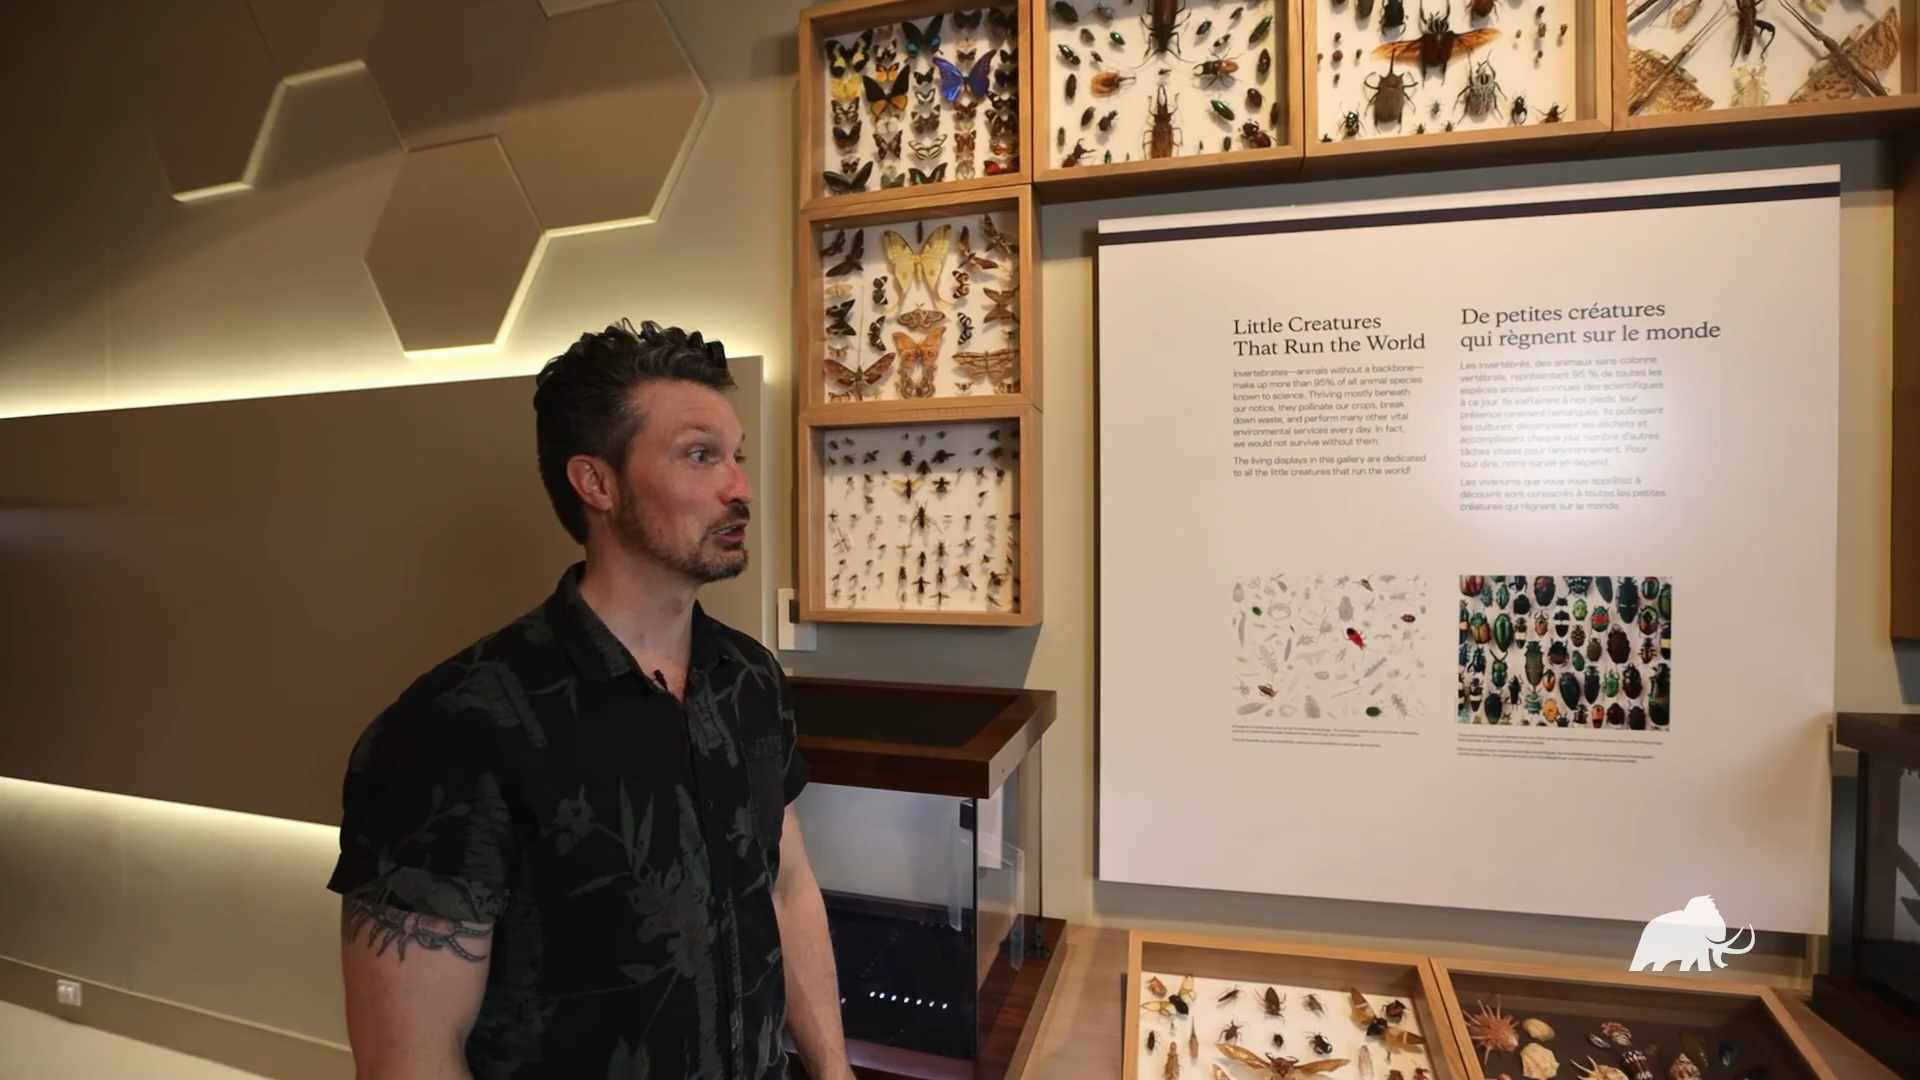 Little Creatures
That Run the World
Invertebrates—animals without a backbone—
make up more than 95% of all animal species
known to science. Thriving mostly beneath
our notice, they pollinate our crops, break
down waste, and perform many other vital
environmental services every day. In fact,
we would not survive without them.
The living displays in this gallery are dedicated
to all the little creatures that run the world!
De petites créatures
qui règnent sur le monde
Les invertébrés, des animaux sans colonne
vertébrale, représentent 95 % de toutes les
espèces animales connues des scientifiques
à ce jour. Ils s'affairent à nos pieds, leur
présence rarement remarquée. Ils pollinisent
les cultures, décomposent les déchets et
accomplissent chaque jour nombre d'autres
tâches vitales pour l'environnement. Pour
tout dire, notre survie en dépend.
Les vivariums que vous vous apprêtez à
découvrir sont consacrés à toutes les petites
créatures qui règnent sur le monde.